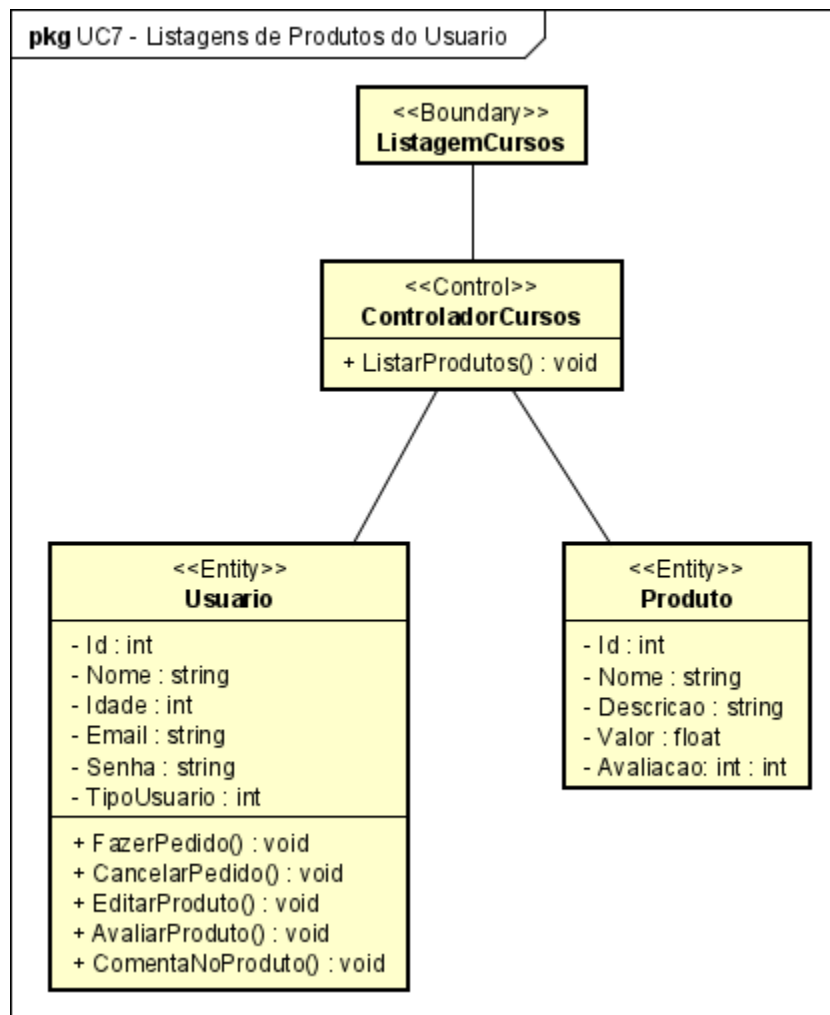 pkg UC7 - Listagens de Produtos do Usuario
<<Boundary>>
ListagemCursos
<<Control>>
ControladorCursos
+ ListarProdutos() : void
<<Entity>>
Usuario
- Id : int
- Nome : string
- Idade : int
- Email : string
- Senha : string
- TipoUsuario : int
+ FazerPedido() : void
+ CancelarPedido() : void
+ EditarProduto() : void
+ AvaliarProduto() : void
+ ComentaNoProduto() : void
<<Entity>>
Produto
- Id : int
- Nome : string
- Descricao : string
- Valor : float
- Avaliacao: int : int